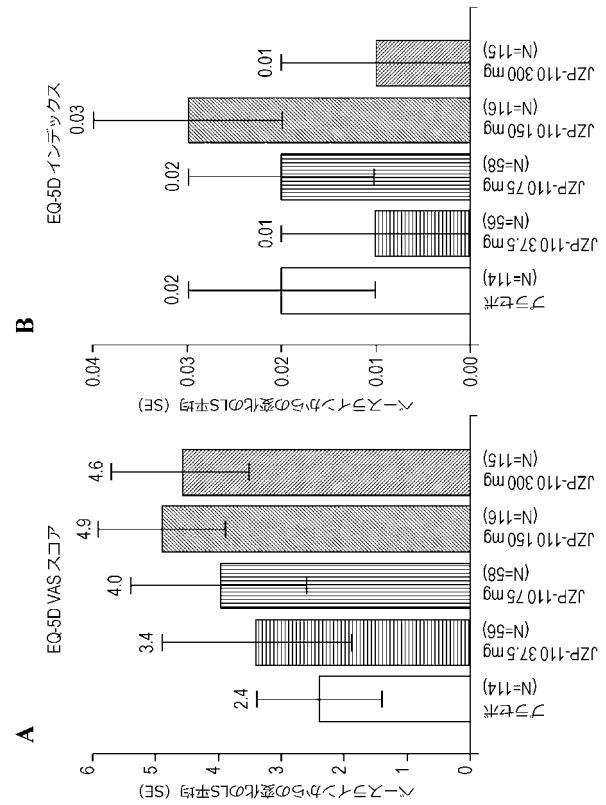 A
EQ-5D VAS スコア
ベースラインからの変化のLS平均 (SE)
6
5
4
3
2
1
0
2.4
3.4
4.0
4.9
4.6
プラセボ
(N=114)
JZP-110 37.5 mg
(N=56)
JZP-110 75 mg
(N=58)
JZP-110 150 mg
(N=116)
JZP-110 300 mg
(N=115)
B
EQ-5D インデックス
ベースラインからの変化のLS平均 (SE)
0.04
0.03
0.02
0.01
0.00
0.02
0.01
0.02
0.03
0.01
プラセボ
(N=114)
JZP-110 37.5 mg
(N=56)
JZP-110 75 mg
(N=58)
JZP-110 150 mg
(N=116)
JZP-110 300 mg
(N=115)